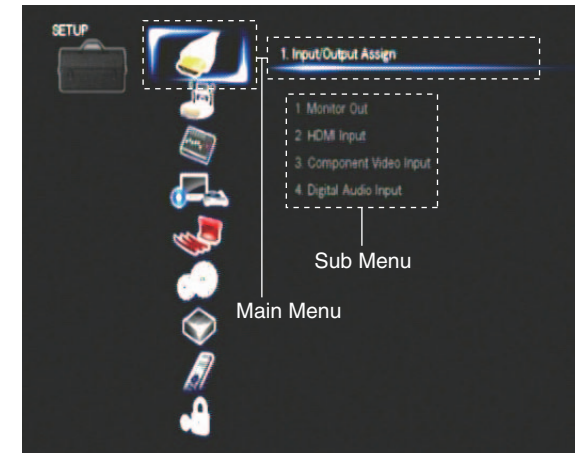 SETUP
1. Input/Output Assign
1 Monitor Out
2 HDMI Input
3 Component Video Input
4. Digital Audio Input
Sub Menu
Main Menu